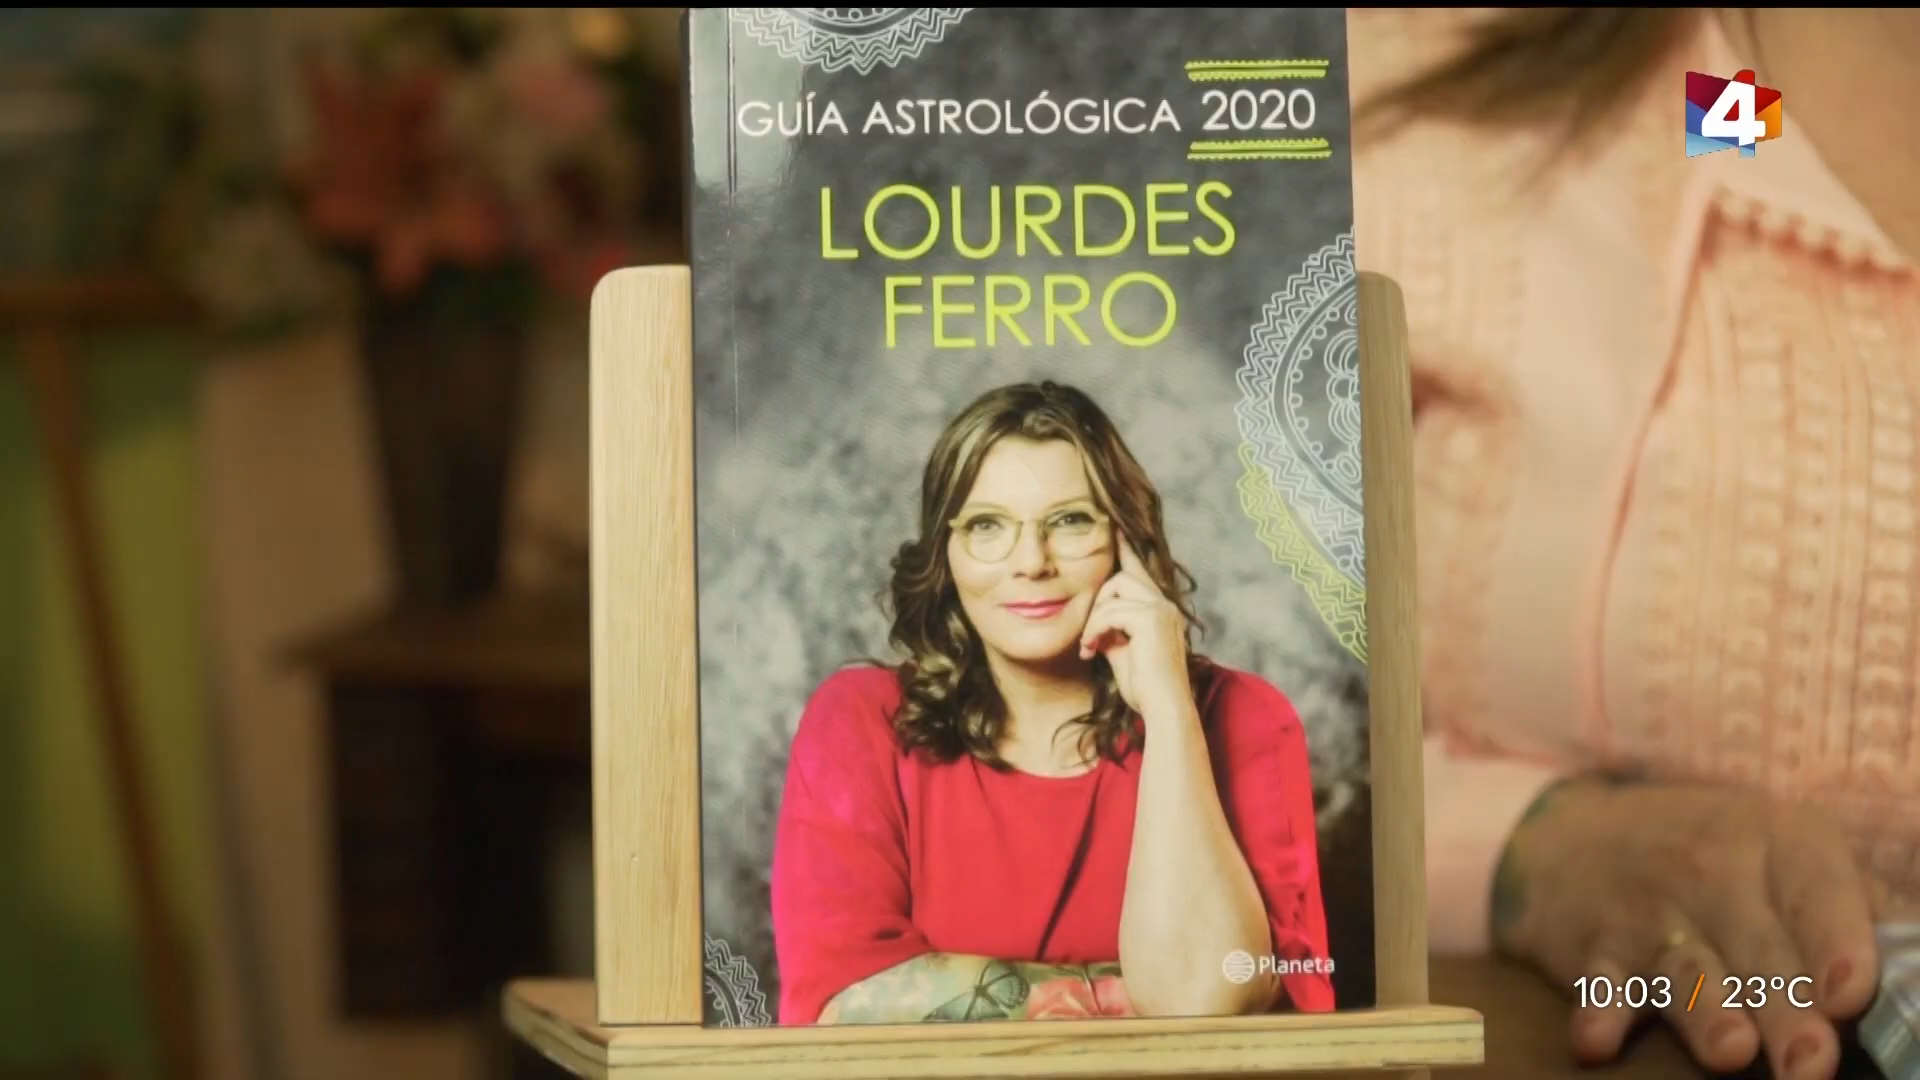 GUÍA ASTROLÓGICA 2020
4
LOURDES
FERRO
Planeta
10:03 / 23°C